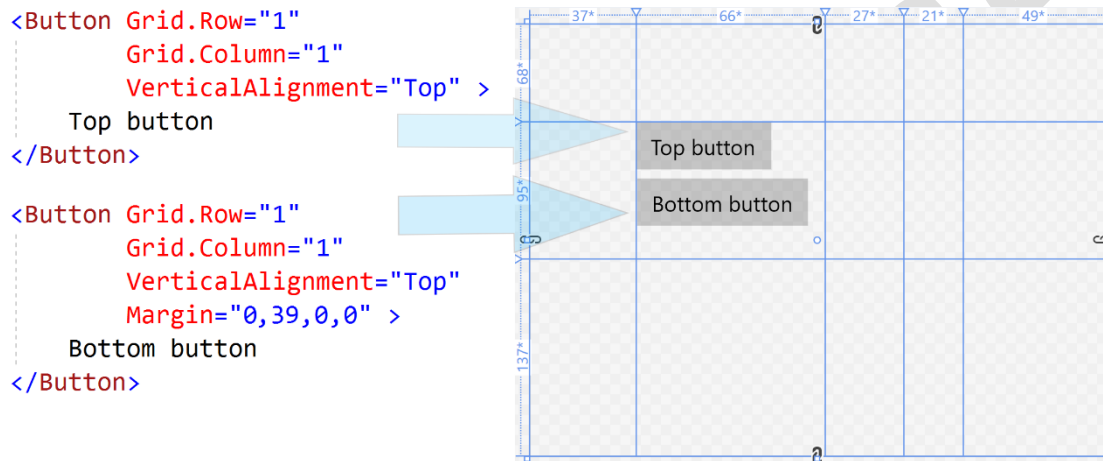 <Button Grid.Row="1"
Grid.Column="1"
VerticalAlignment="Top" >
Top button
</Button>
<Button Grid.Row="1"
Grid.Column="1"
VerticalAlignment="Top"
Margin="0,39,0,0" >
Bottom button
</Button>
37* 66* 27* 21* 49*
68*
95*
137*
Top button
Bottom button